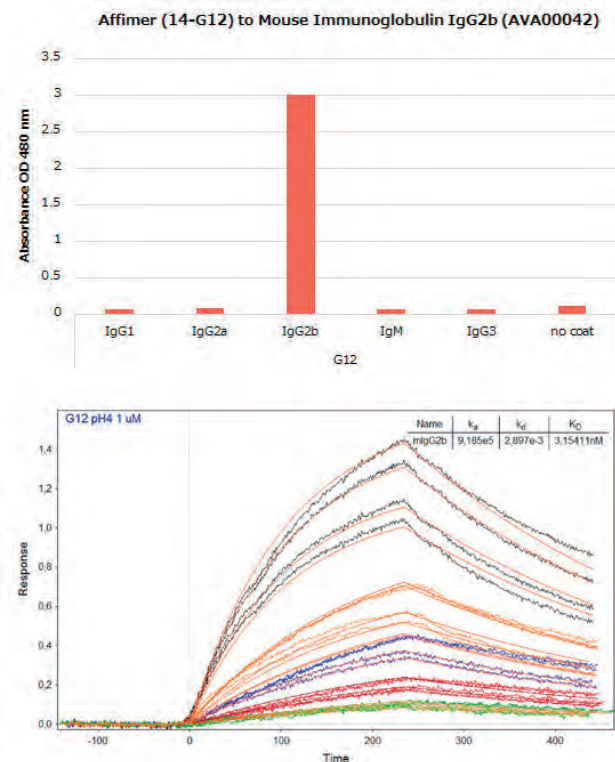 Affimer (14-G12) to Mouse Immunoglobulin IgG2b (AVA00042)
3.5
3
2.5
2
1.5
1
0.5
0
Absorbance OD 480 nm
IgG1 IgG2a IgG2b IgM IgG3 no coat
G12
G12 pH4 1 uM
Name ka kd KD
mIgG2b 9,185e5 2,897e-3 3,15411nM
1,4
1,2
1,0
0,8
0,6
0,4
0,2
0,0
Response
-100 0 100 200 300 400
Time